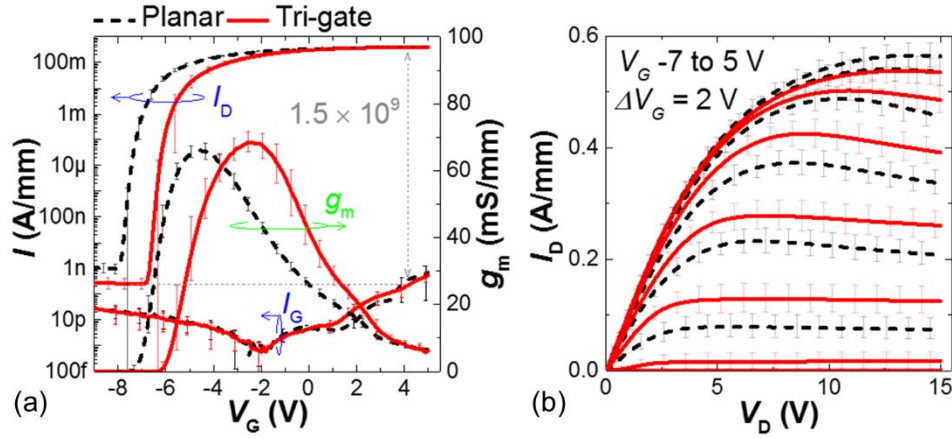 Planar Tri-gate
100m
1m
10µ
100n
1n
10p
100f
I (A/mm)
I_D
g_m
I_G
1.5 × 10⁹
100
80
60
40
20
0
g_m (mS/mm)
-8 -6 -4 -2 0 2 4
V_G (V)
(a)
V_G -7 to 5 V
ΔV_G = 2 V
0.6
0.4
0.2
0.0
I_D (A/mm)
0 5 10 15
V_D (V)
(b)